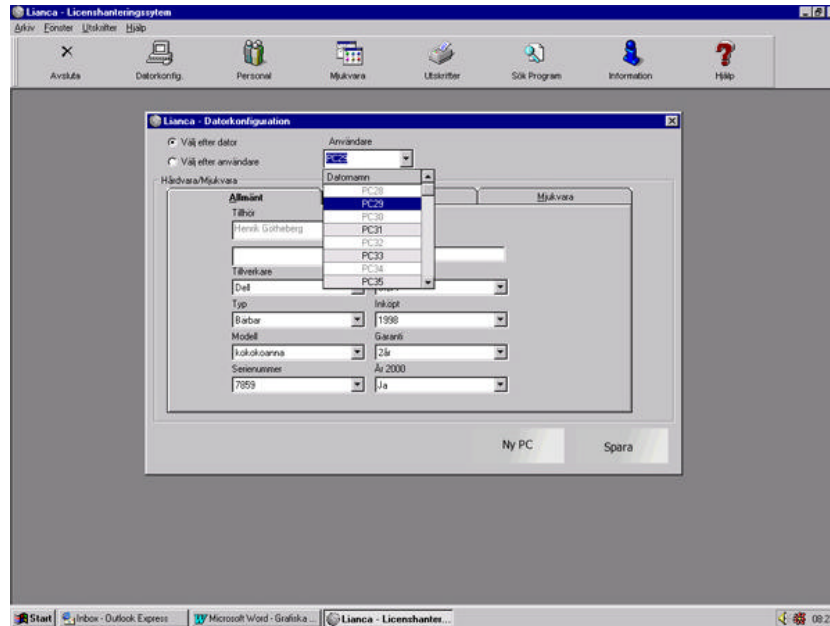 Lianca - Licenshanteringssytem
Arkiv Fönster Utskrifter Hjälp
Avsluta Datorkonfig. Personal Mjukvara Utskrifter Sök Program Information Hjälp
Lianca - Datorkonfiguration
Välj efter dator
Användare
Välj efter användare
PC29
Hårdvara/Mjukvara
Datornamn
PC28
PC29
PC30
PC31
PC32
PC33
PC34
PC35
Allmänt
Mjukvara
Tillhör
Henrik Götheberg
Tillverkare
Dell
Typ Inköpt
Bärbar 1998
Modell Garanti
kokokoanna 2år
Serienummer År 2000
7859 Ja
Ny PC Spara
Start Inbox - Outlook Express Microsoft Word - Grafiska ... Lianca - Licenshanter...